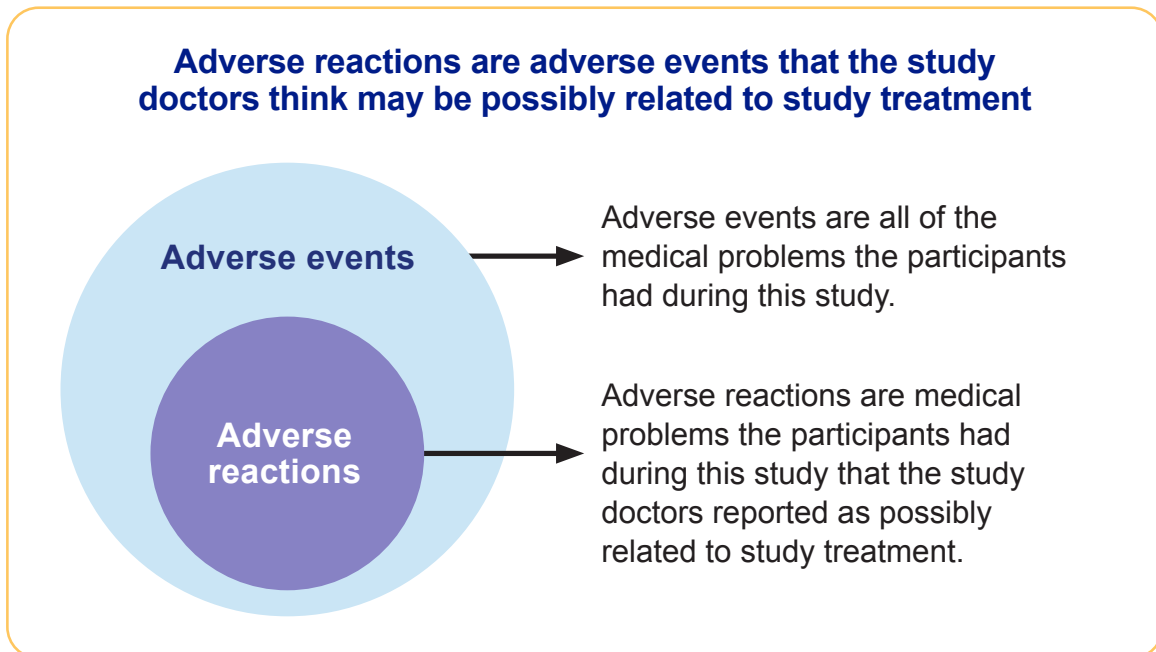 Adverse reactions are adverse events that the study
doctors think may be possibly related to study treatment
Adverse events
Adverse events are all of the
medical problems the participants
had during this study.
Adverse
reactions
Adverse reactions are medical
problems the participants had
during this study that the study
doctors reported as possibly
related to study treatment.